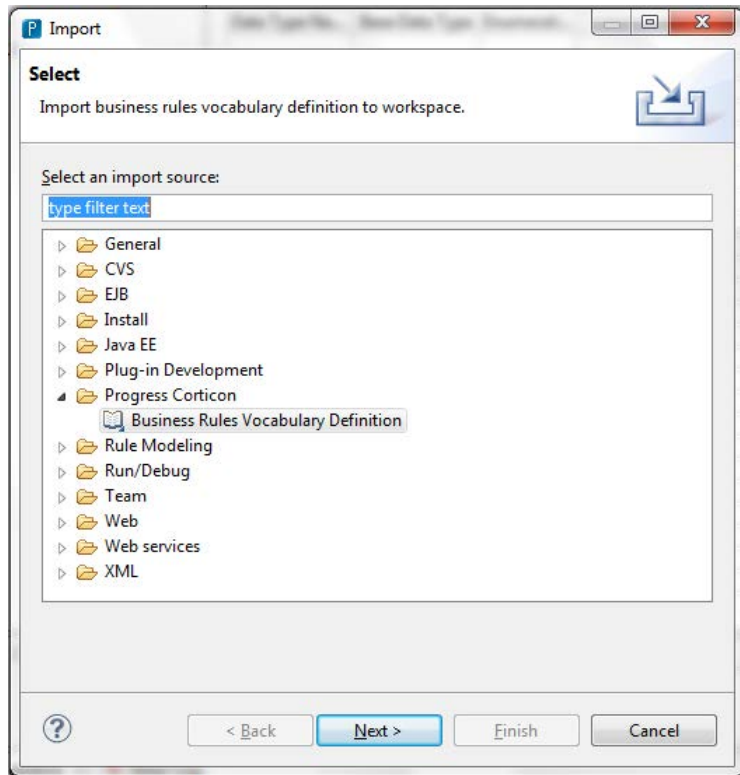 Import
Select
Import business rules vocabulary definition to workspace.
Select an import source:
type filter text
General
CVS
EJB
Install
Java EE
Plug-in Development
Progress Corticon
Business Rules Vocabulary Definition
Rule Modeling
Run/Debug
Team
Web
Web services
XML
? < Back Next > Finish Cancel